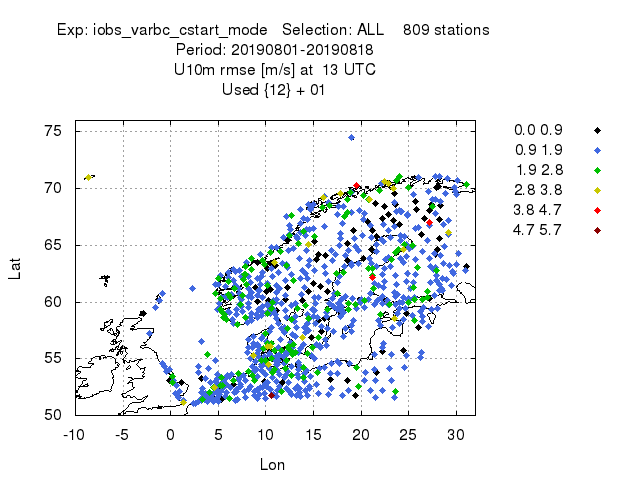 Exp: iobs_varbc_cstart_mode   Selection: ALL    809 stations
Period: 20190801-20190818
U10m rmse [m/s] at  13 UTC
Used {12} + 01
0.0 0.9
0.9 1.9
1.9 2.8
2.8 3.8
3.8 4.7
4.7 5.7
75
70
65
60
55
50
Lat
-10 -5 0 5 10 15 20 25 30
Lon